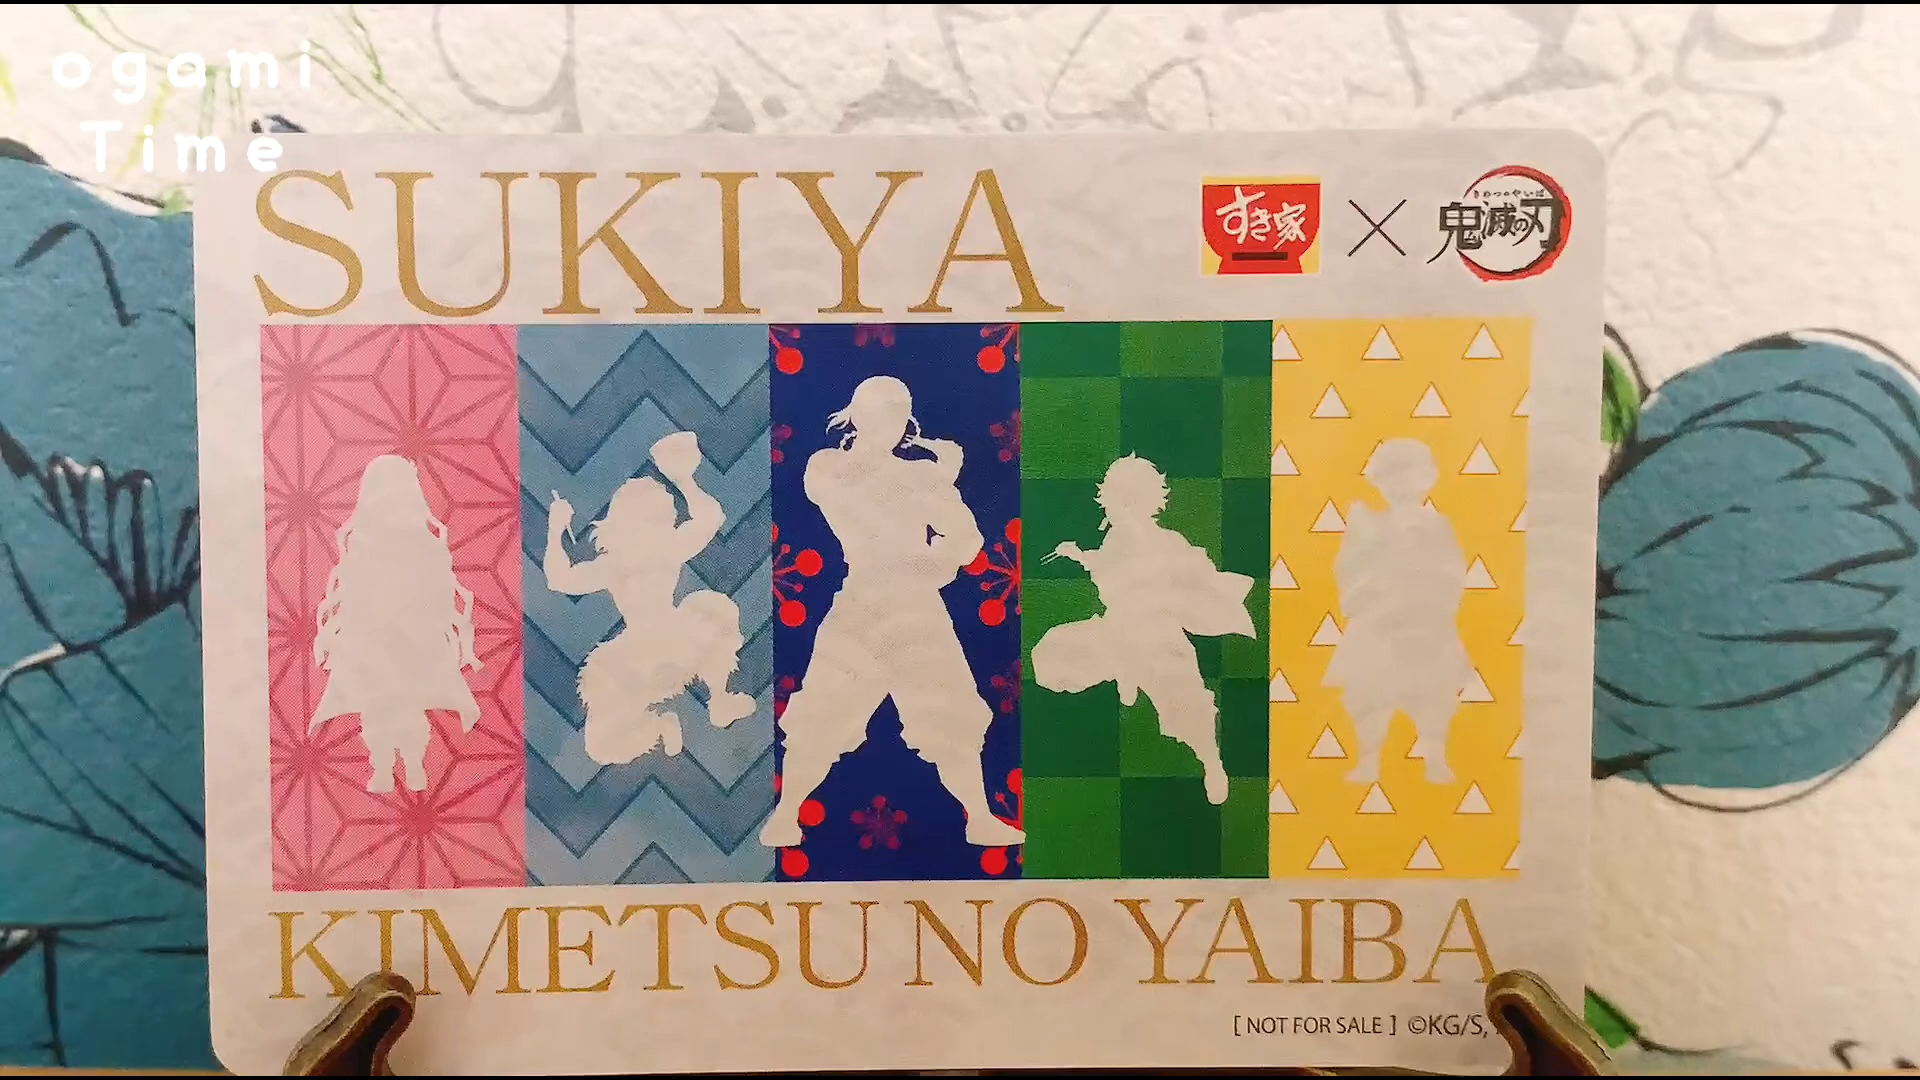 ogami
Time
SUKIYA
すき家
×
きめつのやいば
鬼滅の刃
KIMETSU NO YAIBA
[ NOT FOR SALE ] ©KG/S,